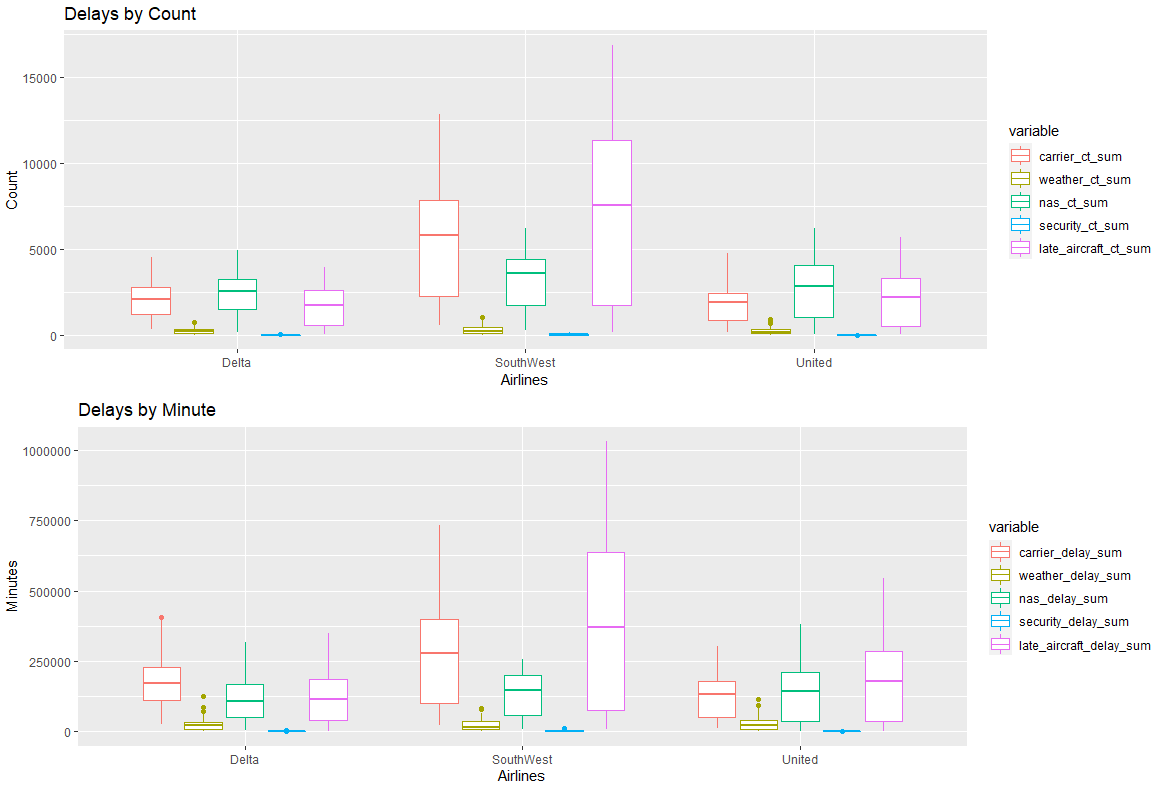 Delays by Count
15000
10000
5000
0
Count
Delta
SouthWest
United
Airlines
variable
carrier_ct_sum
weather_ct_sum
nas_ct_sum
security_ct_sum
late_aircraft_ct_sum
Delays by Minute
1000000
750000
500000
250000
0
Minutes
Delta
SouthWest
United
Airlines
variable
carrier_delay_sum
weather_delay_sum
nas_delay_sum
security_delay_sum
late_aircraft_delay_sum